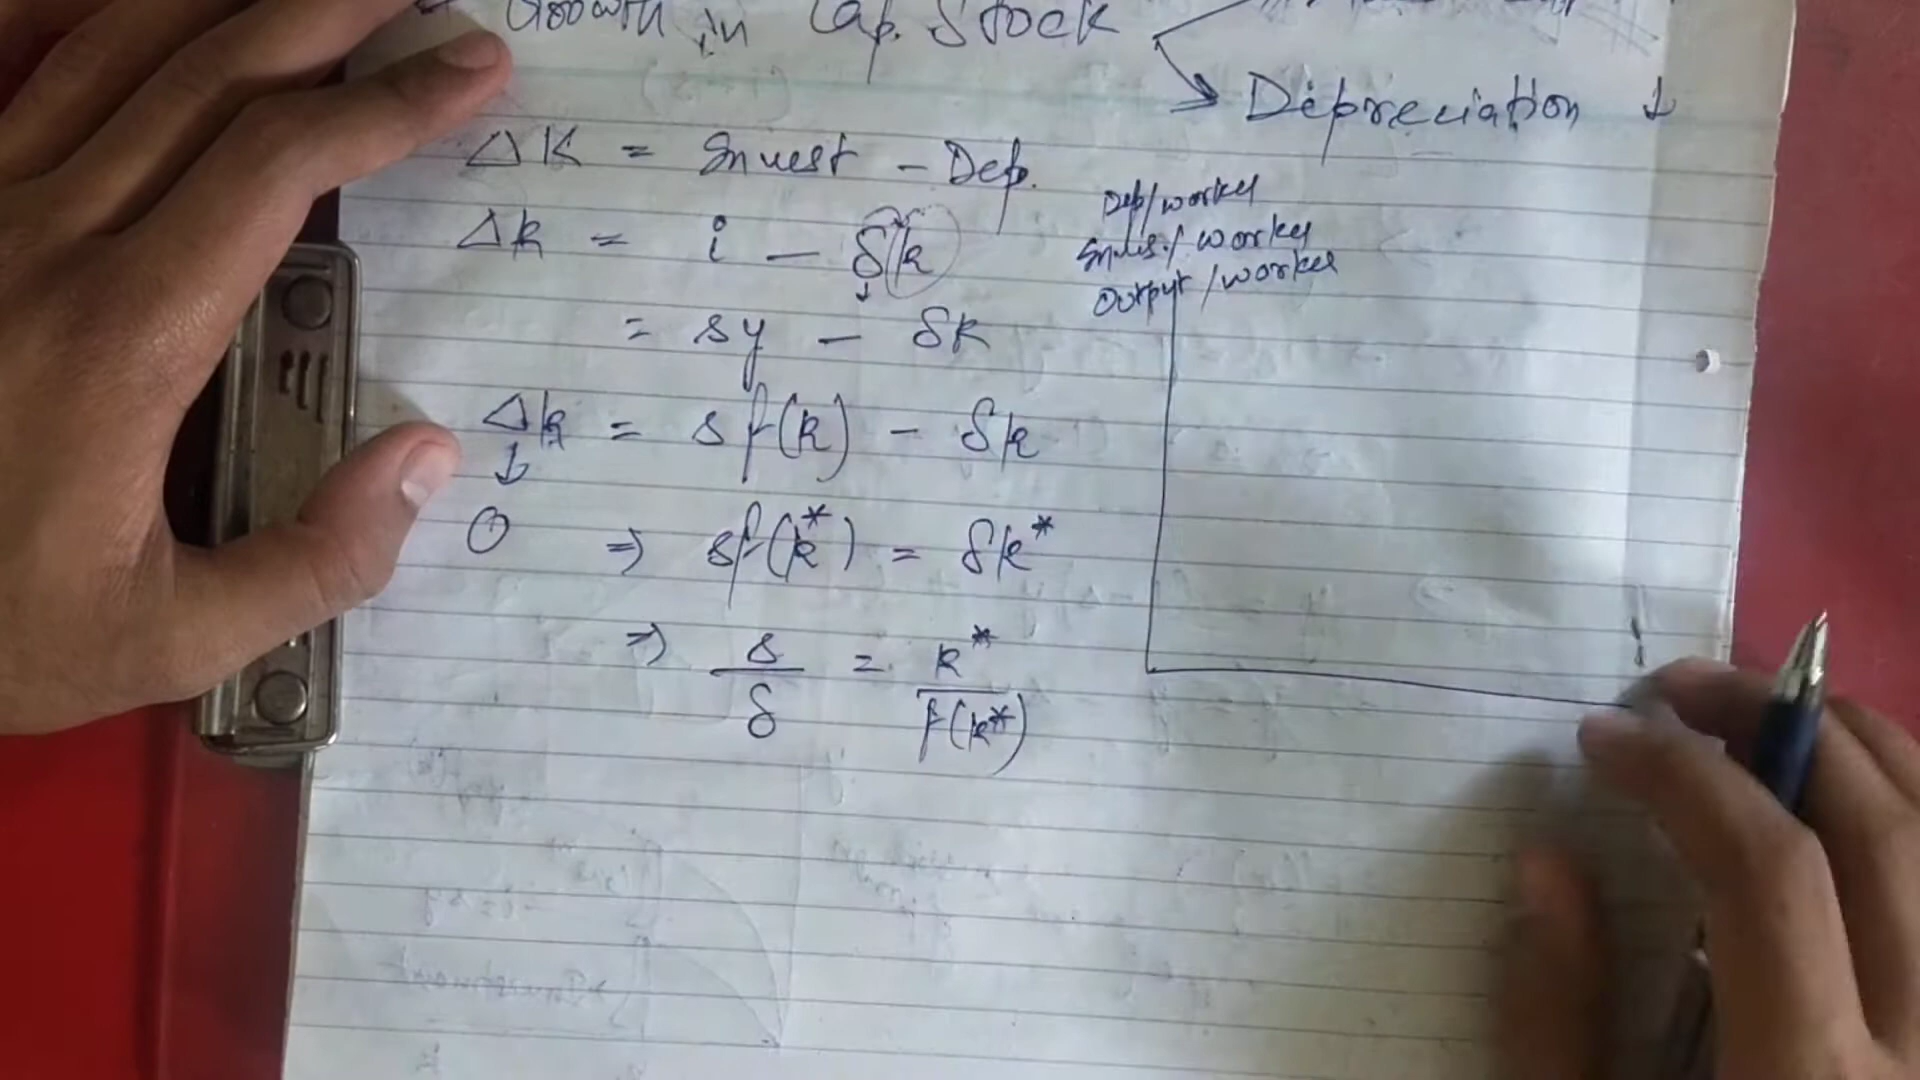 Growth in Cap. Stock
→ Depreciation ↓
ΔK = Invest - Dep.
Δk = i - δk
= sy - δk
Δk = sf(k) - δk
↓
0 ⇒ sf(k*) = δk*
⇒ s/δ = k*/f(k*)
Dep/worker
Inves./worker
Output/worker